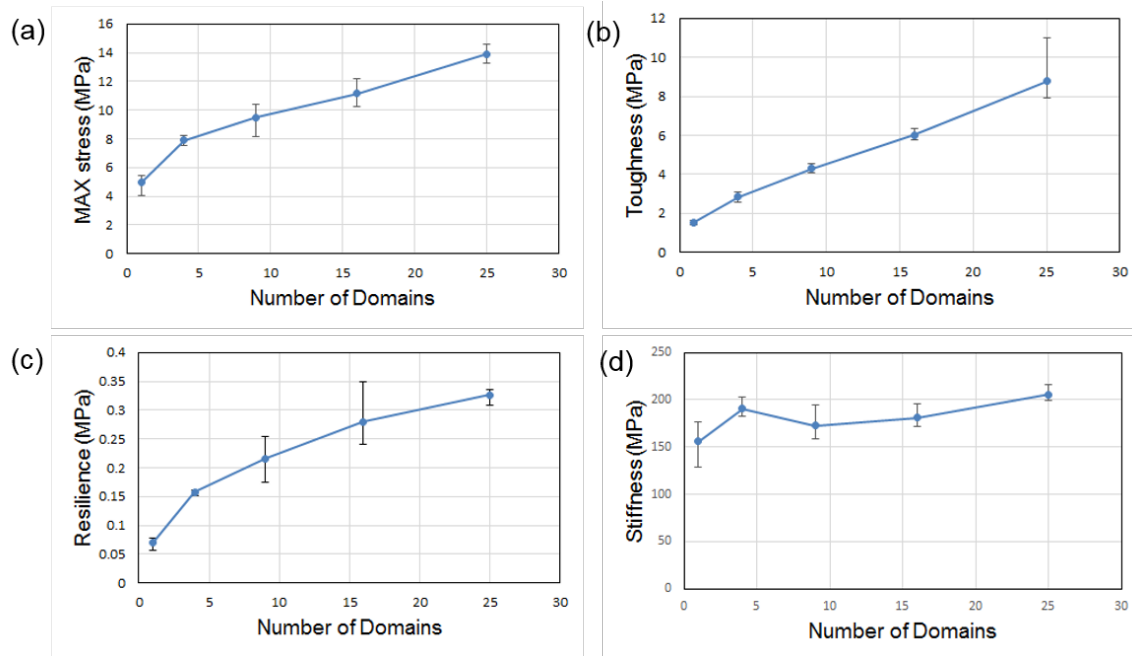 (a)
MAX stress (MPa)
16
14
12
10
8
6
4
2
0
0 5 10 15 20 25 30
Number of Domains
(b)
Toughness (MPa)
12
10
8
6
4
2
0
0 5 10 15 20 25 30
Number of Domains
(c)
Resilience (MPa)
0.4
0.35
0.3
0.25
0.2
0.15
0.1
0.05
0
0 5 10 15 20 25 30
Number of Domains
(d)
Stiffness (MPa)
250
200
150
100
50
0
0 5 10 15 20 25 30
Number of Domains